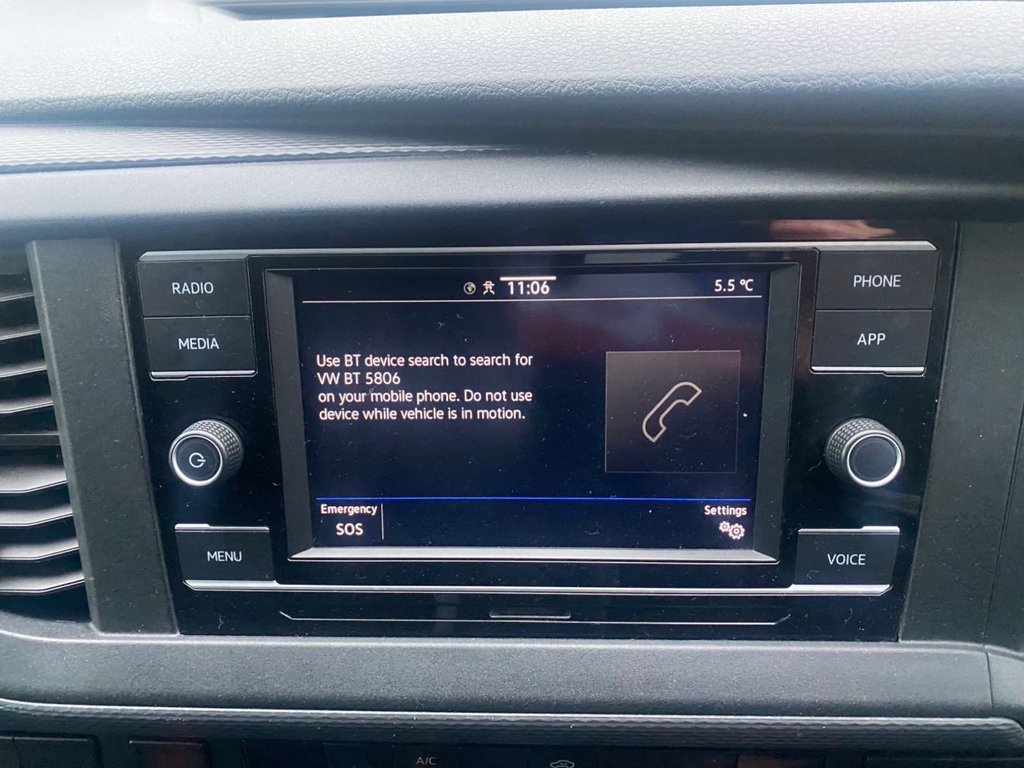 11:06
5.5 °C
RADIO
PHONE
MEDIA
APP
Use BT device search to search for
VW BT 5806
on your mobile phone. Do not use
device while vehicle is in motion.
Emergency
SOS
Settings
MENU
VOICE
A/C